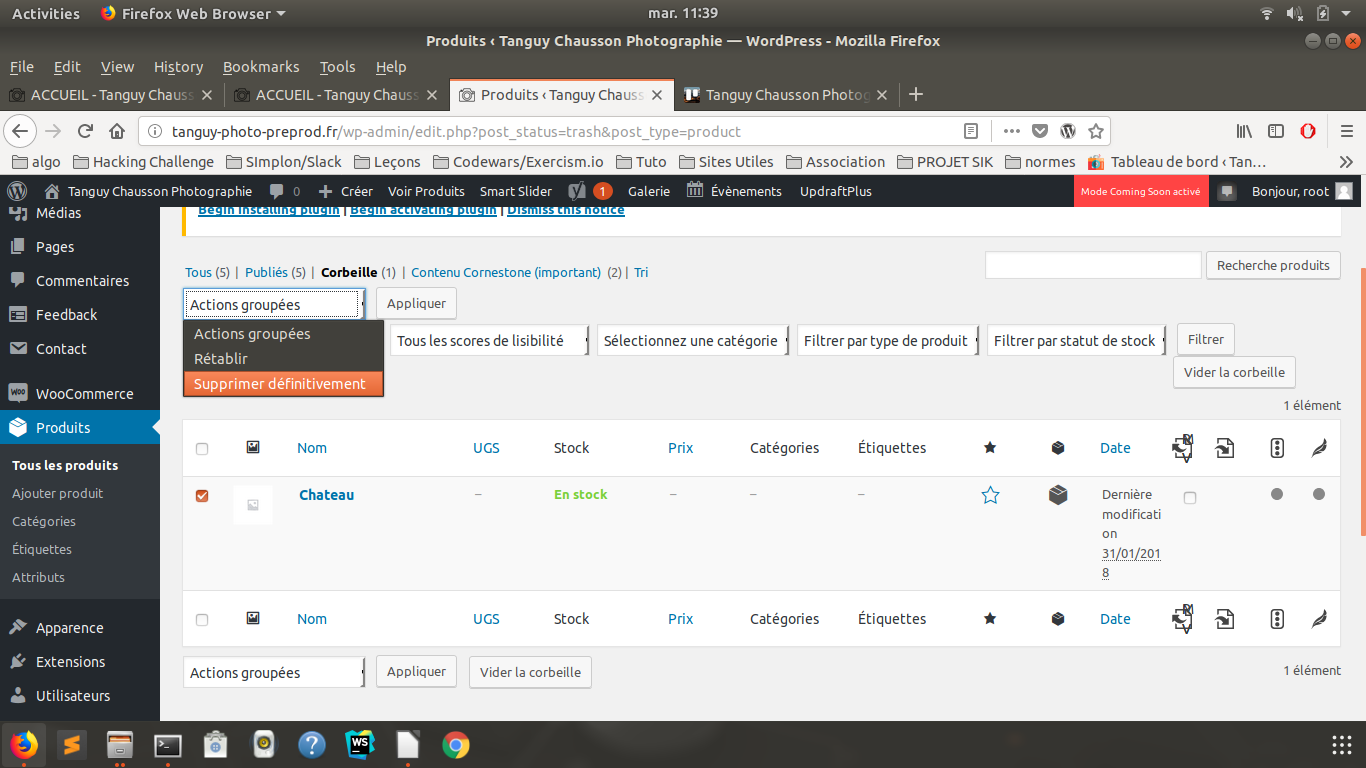 Activities Firefox Web Browser mar. 11:39
Produits ‹ Tanguy Chausson Photographie — WordPress - Mozilla Firefox
File Edit View History Bookmarks Tools Help
ACCUEIL - Tanguy Chauss ACCUEIL - Tanguy Chauss Produits ‹ Tanguy Chauss Tanguy Chausson Photog
tanguy-photo-preprod.fr/wp-admin/edit.php?post_status=trash&post_type=product
algo Hacking Challenge SImplon/Slack Leçons Codewars/Exercism.io Tuto Sites Utiles Association PROJET SIK normes Tableau de bord ‹ Tan…
Tanguy Chausson Photographie 0 Créer Voir Produits Smart Slider 1 Galerie Évènements UpdraftPlus Mode Coming Soon activé Bonjour, root
Médias
Pages
Commentaires
Feedback
Contact
WooCommerce
Produits
Tous les produits
Ajouter produit
Catégories
Étiquettes
Attributs
Apparence
Extensions
Utilisateurs
Begin installing plugin | Begin activating plugin | Dismiss this notice
Tous (5) | Publiés (5) | Corbeille (1) | Contenu Cornestone (important) (2) | Tri
Recherche produits
Actions groupées Appliquer
Actions groupées
Rétablir
Supprimer définitivement
Tous les scores de lisibilité Sélectionnez une catégorie Filtrer par type de produit Filtrer par statut de stock Filtrer
Vider la corbeille
1 élément
Nom UGS Stock Prix Catégories Étiquettes Date
Chateau – En stock – – – Dernière
modificati
on
31/01/201
8
Nom UGS Stock Prix Catégories Étiquettes Date
Actions groupées Appliquer Vider la corbeille 1 élément